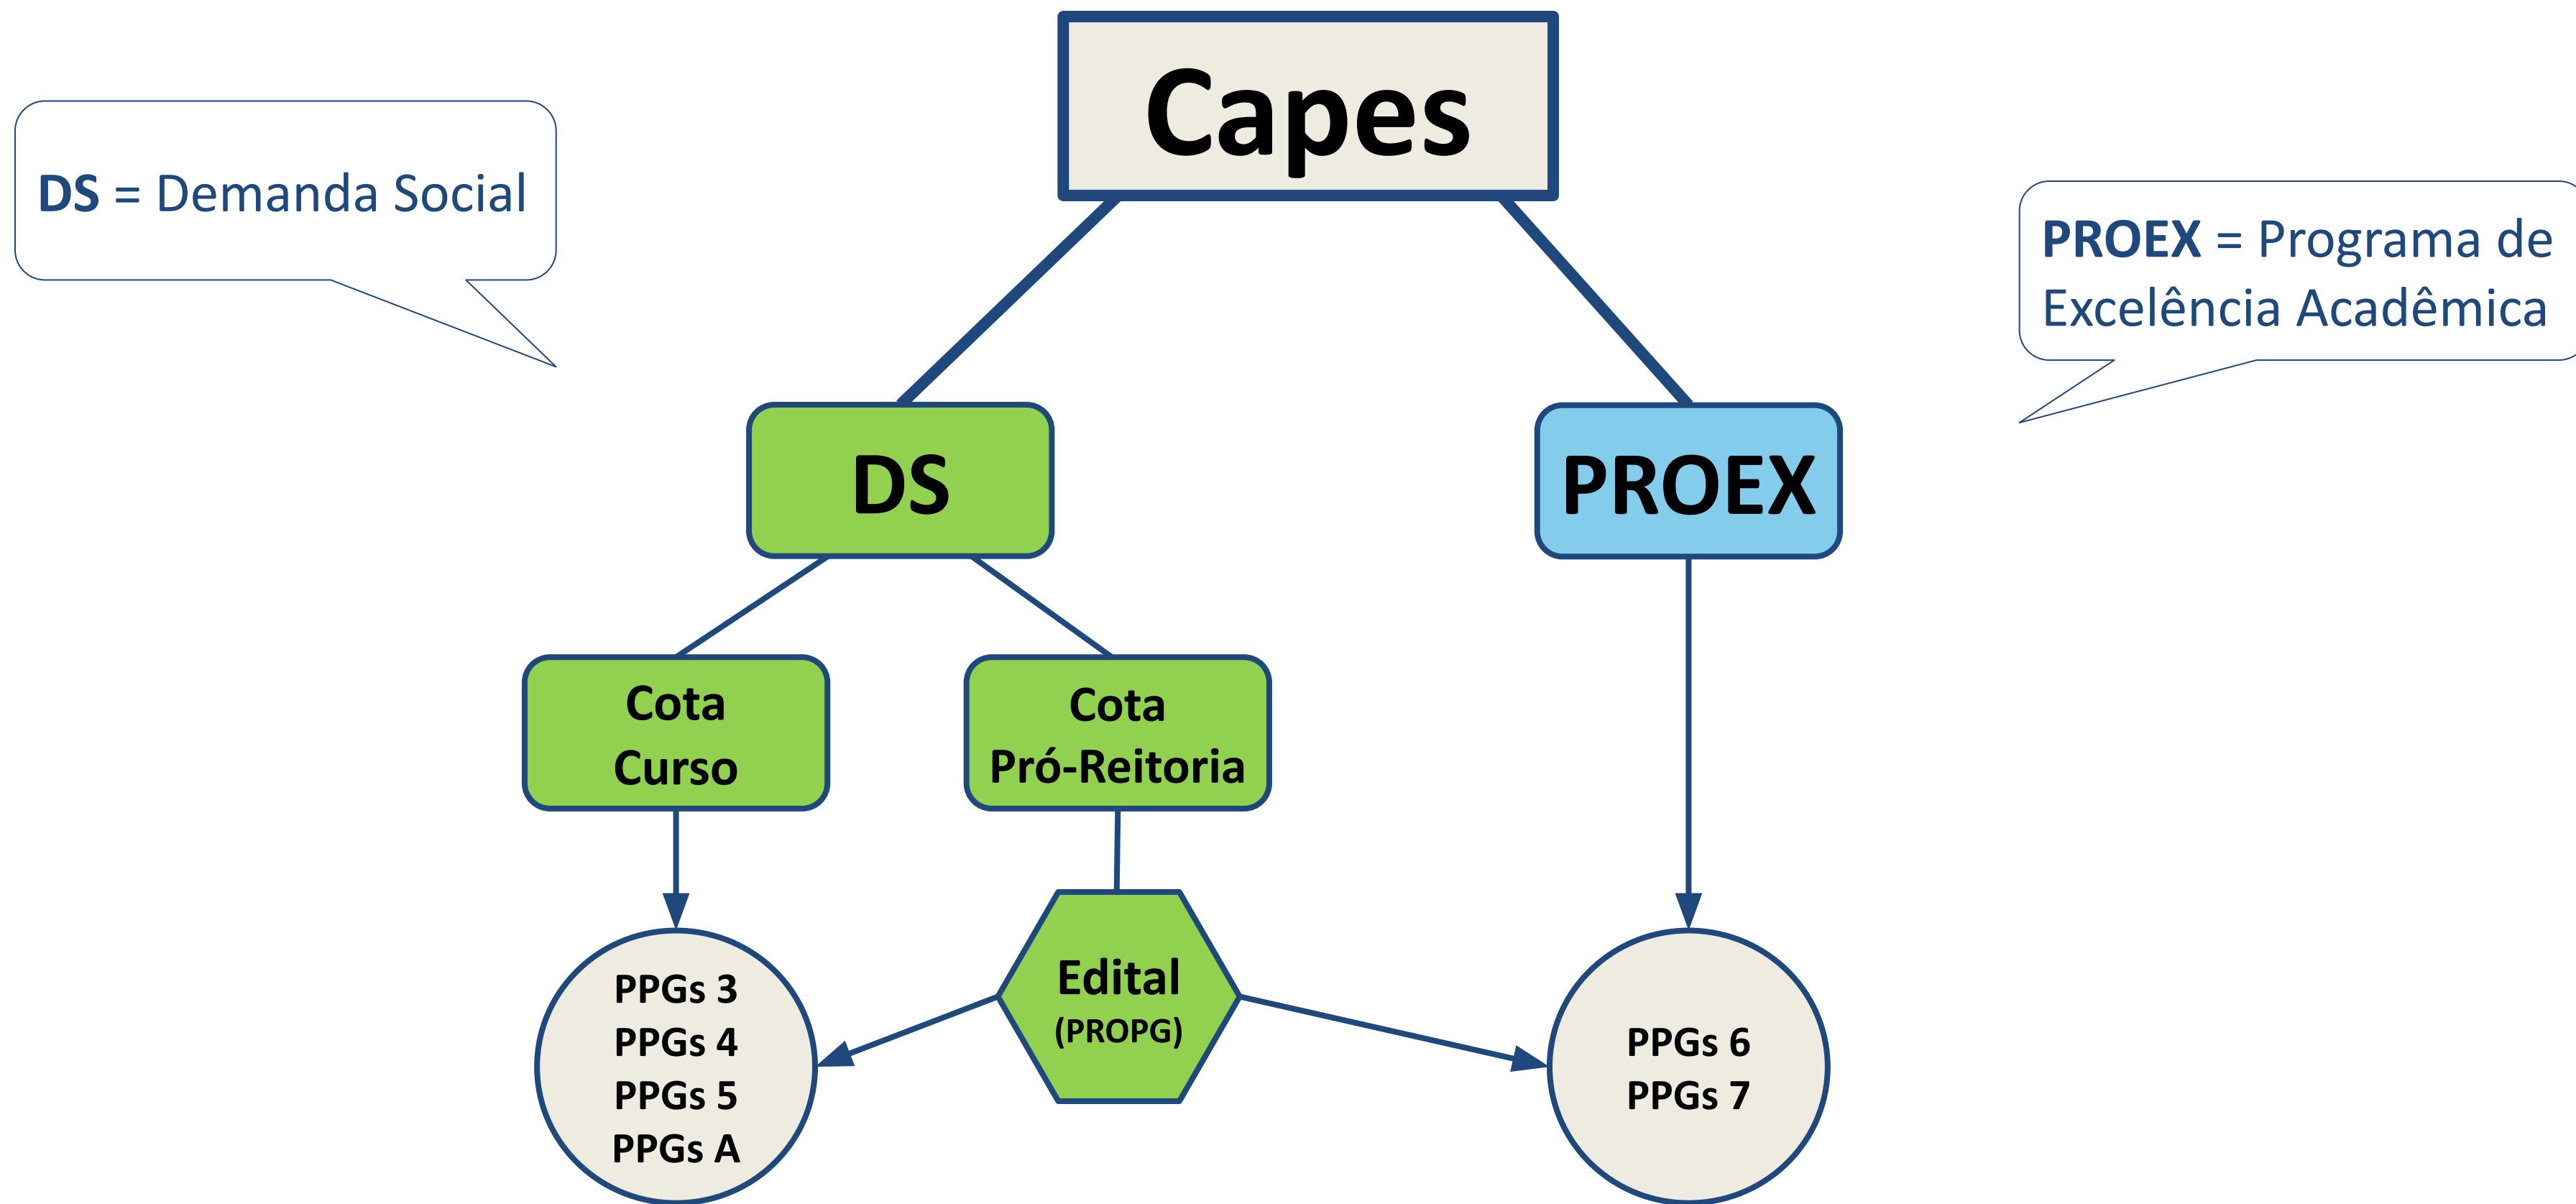 Capes
DS = Demanda Social
PROEX = Programa de
Excelência Acadêmica
DS
PROEX
Cota
Curso
Cota
Pró-Reitoria
Edital
(PROPG)
PPGs 3
PPGs 4
PPGs 5
PPGs A
PPGs 6
PPGs 7